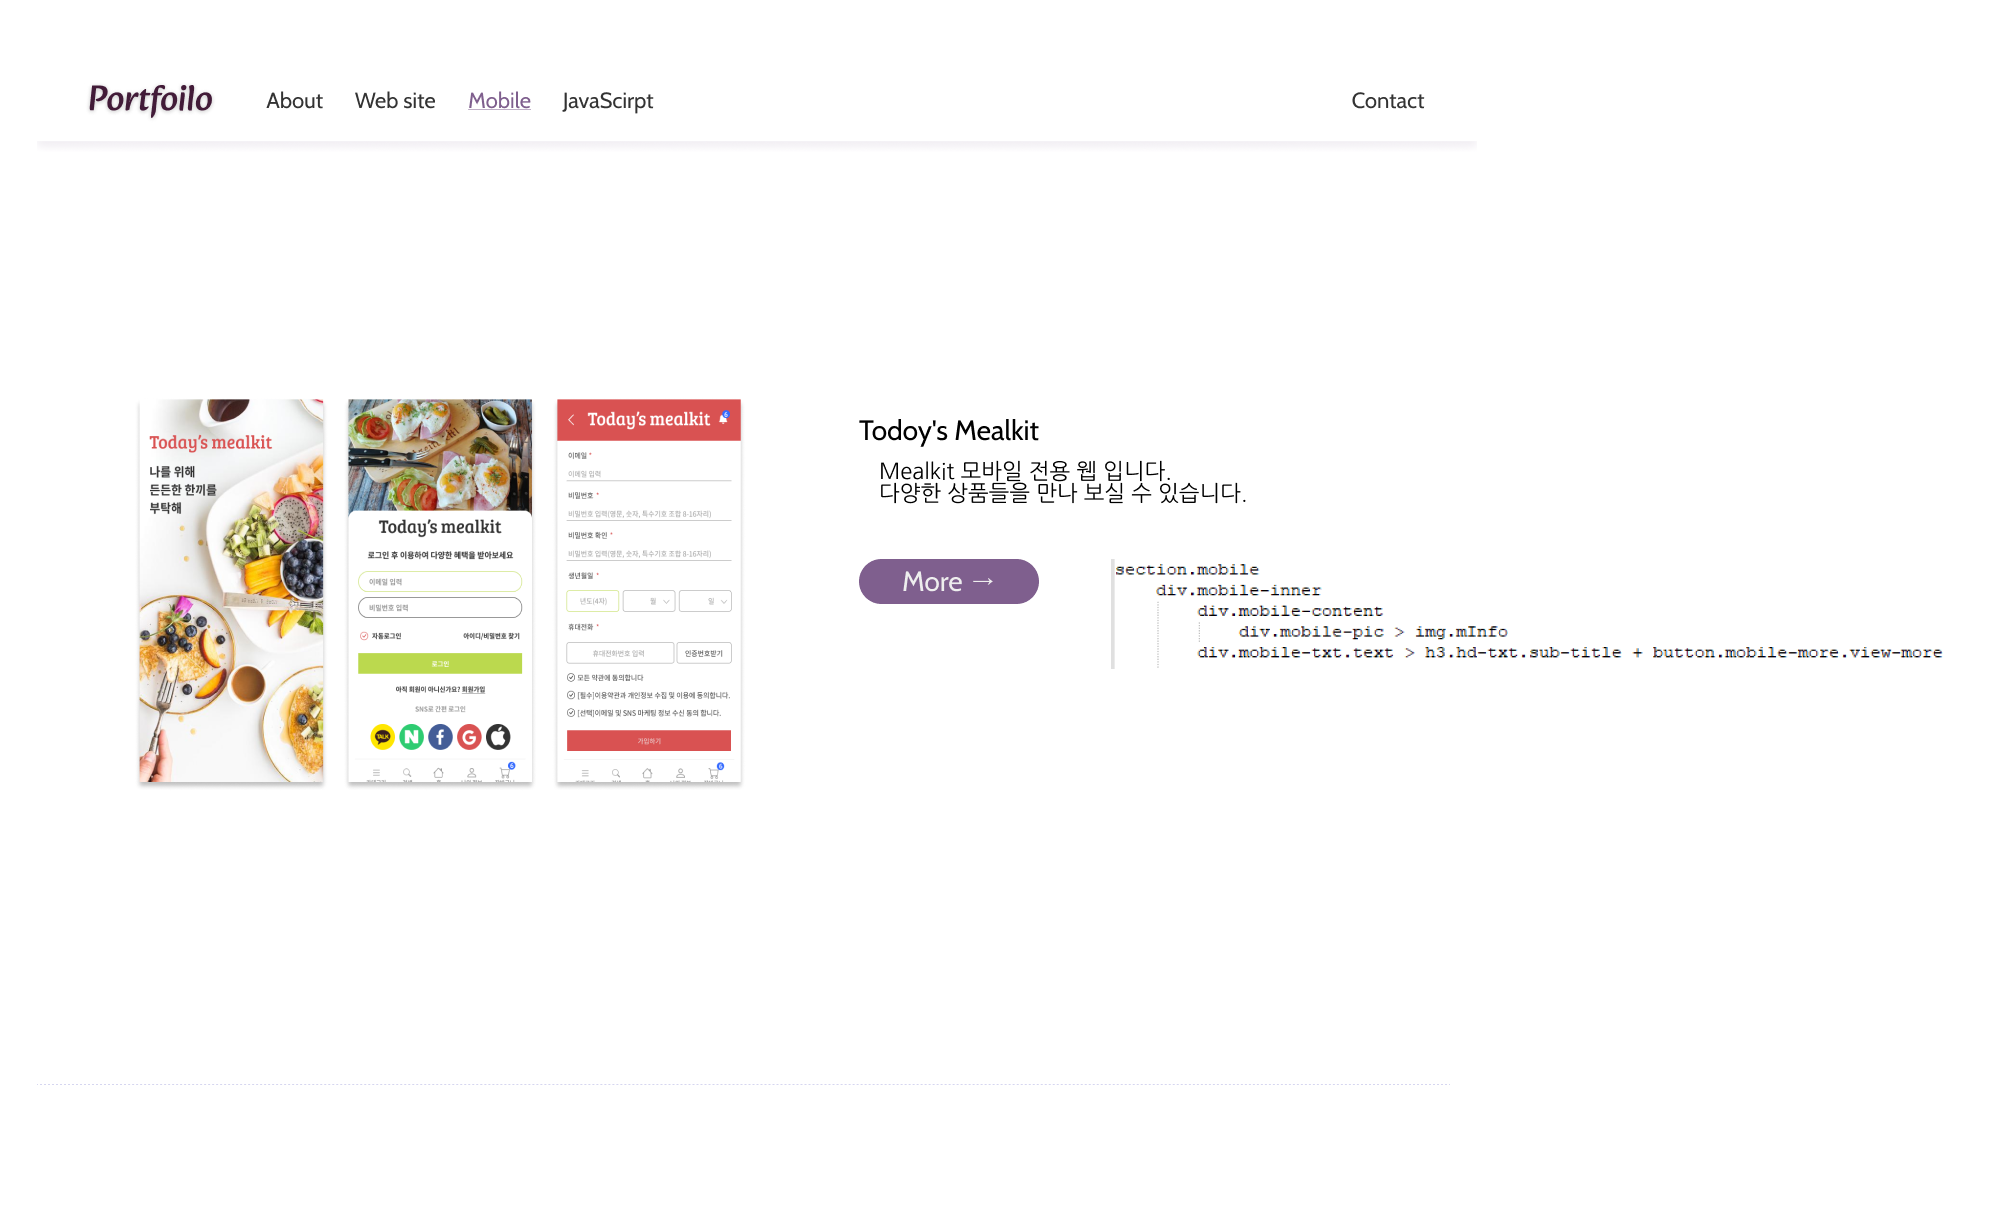 Portfoilo
About
Web site
Mobile
JavaScirpt
Contact
Today's mealkit
나를 위해
든든한 한끼를
부탁해
Today's mealkit
로그인 후 이용하여 다양한 혜택을 받아보세요
이메일 입력
비밀번호 입력
자동로그인
아이디/비밀번호 찾기
로그인
아직 회원이 아니신가요? 회원가입
SNS로 간편 로그인
TALK
6
Today's mealkit
6
이메일 *
이메일 입력
비밀번호 *
비밀번호 입력(영문, 숫자, 특수기호 조합 8-16자리)
비밀번호 확인 *
비밀번호 입력(영문, 숫자, 특수기호 조합 8-16자리)
생년월일 *
년도(4자)
월
일
휴대전화 *
휴대전화번호 입력
인증번호받기
모든 약관에 동의합니다
[필수]이용약관과 개인정보 수집 및 이용에 동의합니다.
[선택]이메일 및 SNS 마케팅 정보 수신 동의 합니다.
가입하기
6
Todoy's Mealkit
Mealkit 모바일 전용 웹 입니다.
다양한 상품들을 만나 보실 수 있습니다.
More →
section.mobile
div.mobile-inner
div.mobile-content
div.mobile-pic > img.mInfo
div.mobile-txt.text > h3.hd-txt.sub-title + button.mobile-more.view-more